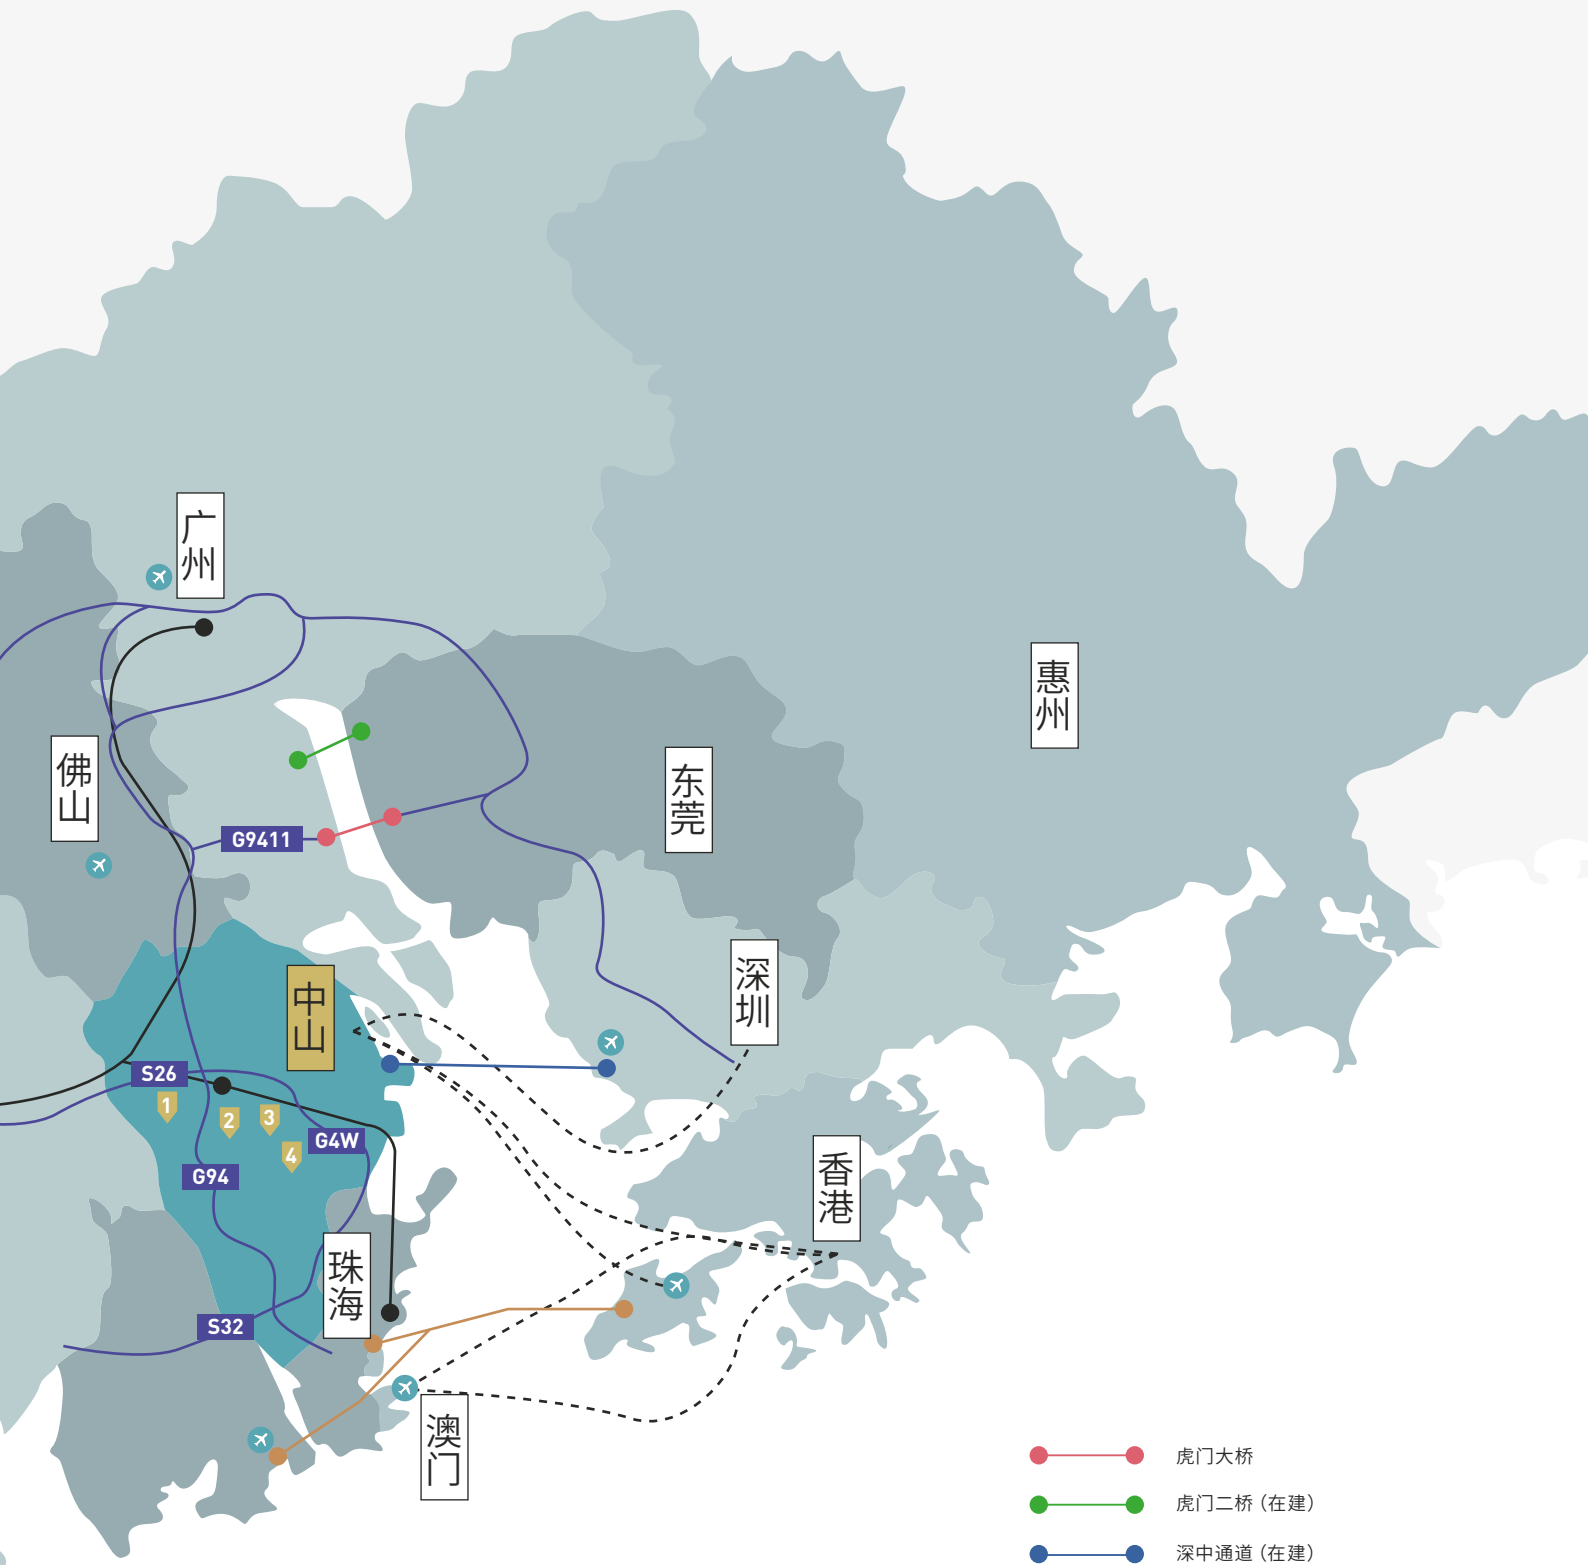 广州
佛山
惠州
东莞
G9411
深圳
中山
S26
1
2
3
4
G4W
G94
香港
珠海
S32
澳门
虎门大桥
虎门二桥（在建）
深中通道（在建）